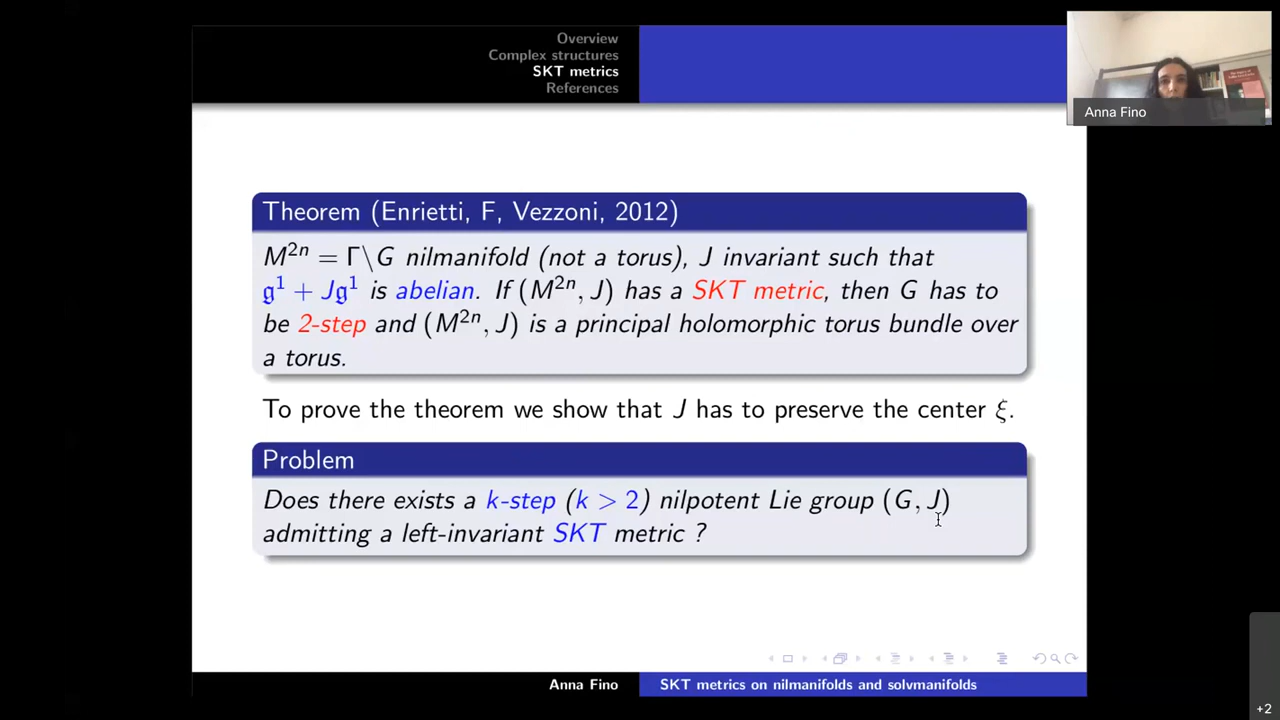 Overview
Complex structures
SKT metrics
References
Anna Fino
Theorem (Enrietti, F, Vezzoni, 2012)
M²ⁿ = Γ\G nilmanifold (not a torus), J invariant such that
𝔤¹ + J𝔤¹ is abelian. If (M²ⁿ, J) has a SKT metric, then G has to
be 2-step and (M²ⁿ, J) is a principal holomorphic torus bundle over
a torus.
To prove the theorem we show that J has to preserve the center ξ.
Problem
Does there exists a k-step (k > 2) nilpotent Lie group (G, J)
admitting a left-invariant SKT metric ?
Anna Fino
SKT metrics on nilmanifolds and solvmanifolds
+2